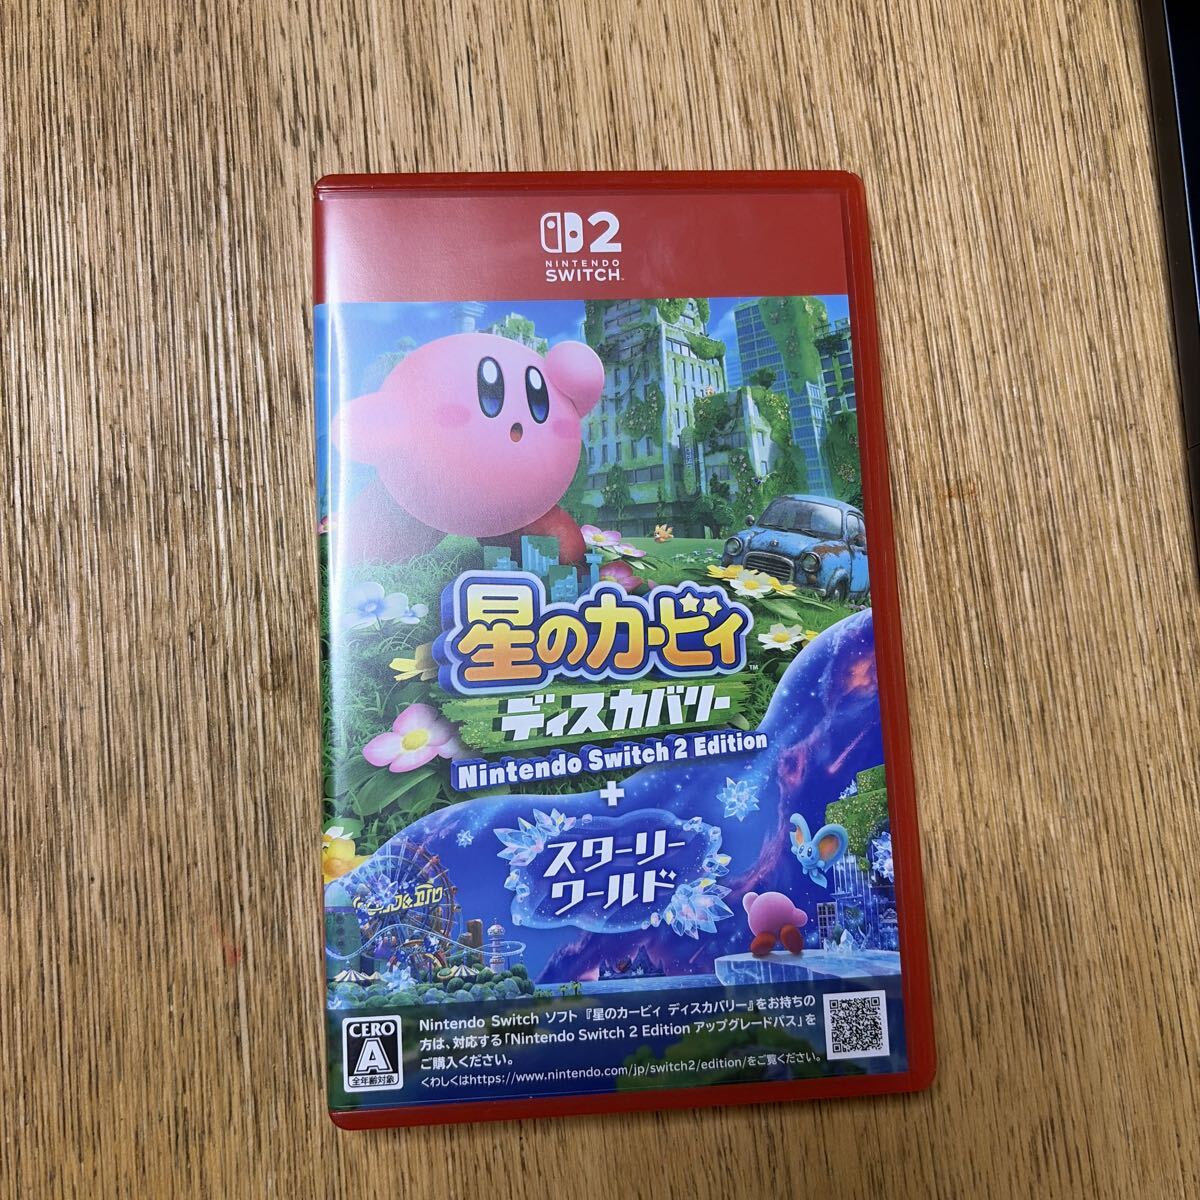 2
NINTENDO
SWITCH™
星のカービィ™
ディスカバリー
Nintendo Switch 2 Edition
+
スターリー
ワールド
CERO
A
全年齢対象
Nintendo Switch ソフト『星のカービィ ディスカバリー』をお持ちの
方は、対応する「Nintendo Switch 2 Edition アップグレードパス」を
ご購入ください。
くわしくはhttps://www.nintendo.com/jp/switch2/edition/をご覧ください。